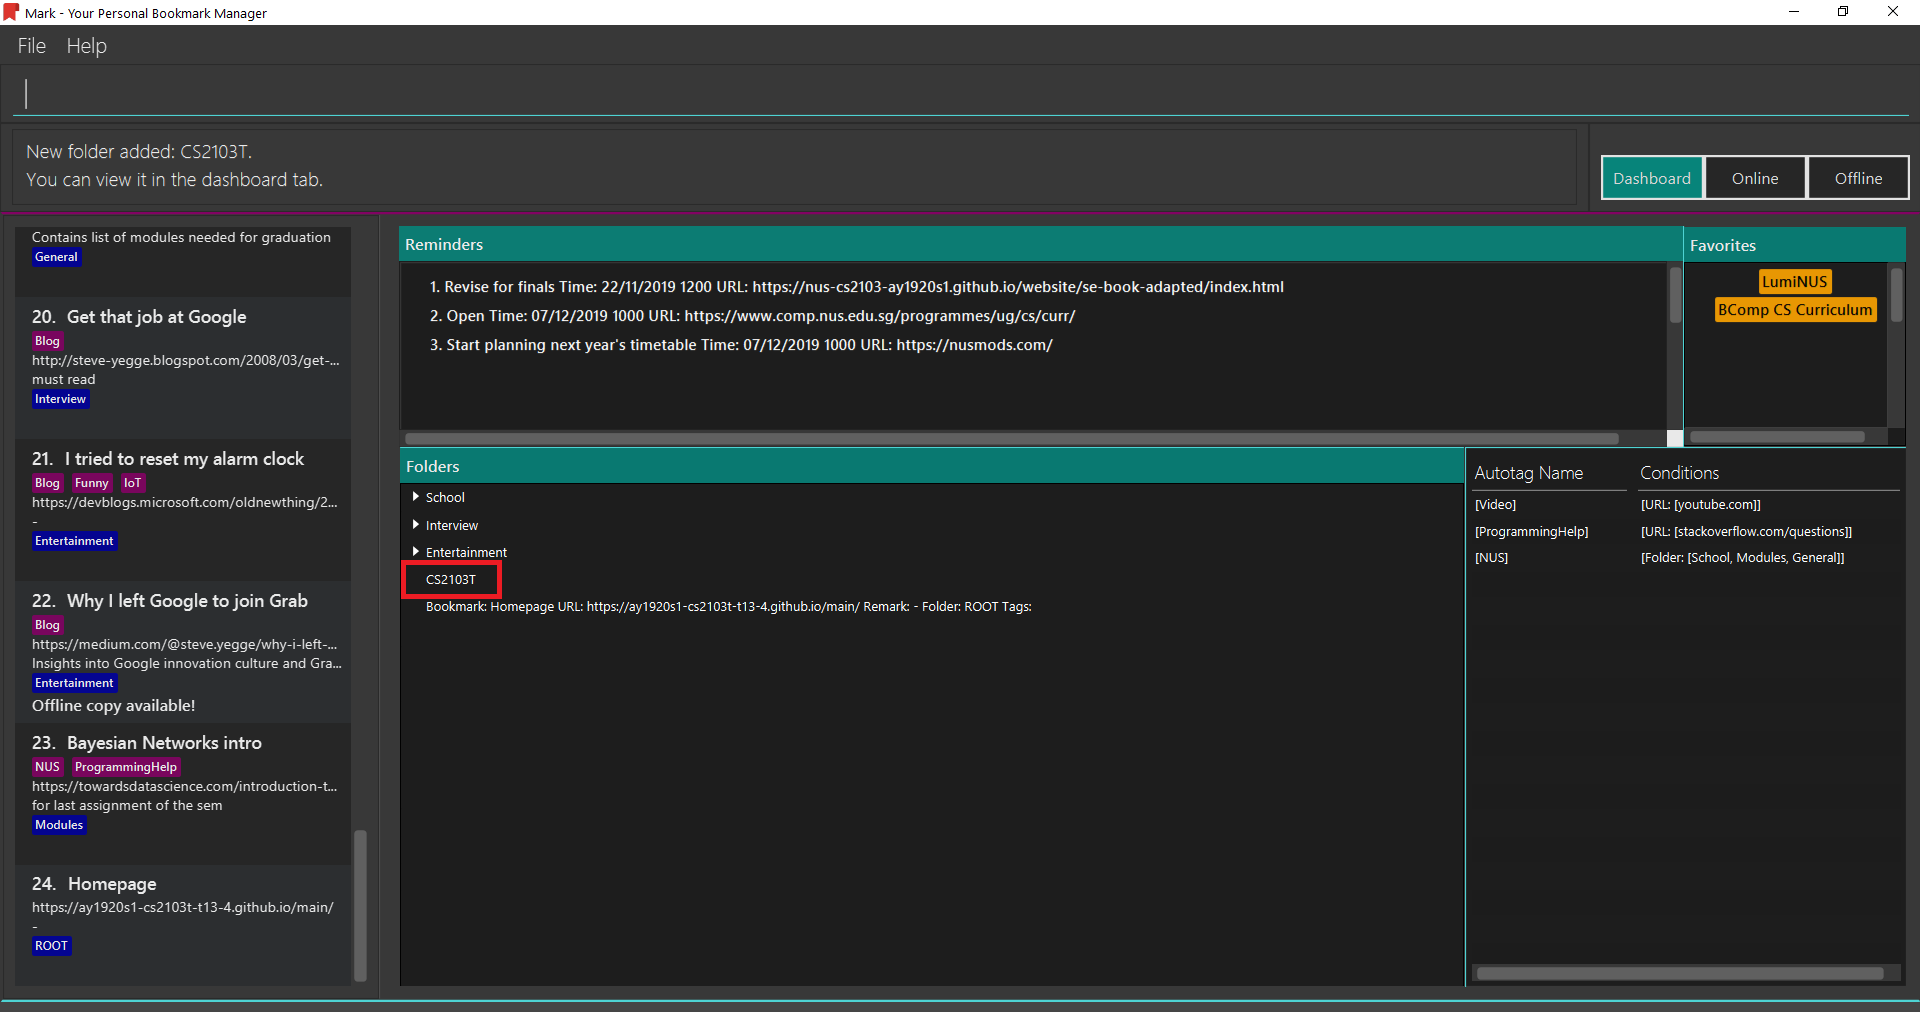 Mark - Your Personal Bookmark Manager
File Help
New folder added: CS2103T.
You can view it in the dashboard tab.
Dashboard Online Offline
Contains list of modules needed for graduation
General
20. Get that job at Google
Blog
http://steve-yegge.blogspot.com/2008/03/get-...
must read
Interview
21. I tried to reset my alarm clock
Blog Funny IoT
https://devblogs.microsoft.com/oldnewthing/2...
-
Entertainment
22. Why I left Google to join Grab
Blog
https://medium.com/@steve.yegge/why-i-left-...
Insights into Google innovation culture and Gra...
Entertainment
Offline copy available!
23. Bayesian Networks intro
NUS ProgrammingHelp
https://towardsdatascience.com/introduction-t...
for last assignment of the sem
Modules
24. Homepage
https://ay1920s1-cs2103t-t13-4.github.io/main/
-
ROOT
Reminders
1. Revise for finals Time: 22/11/2019 1200 URL: https://nus-cs2103-ay1920s1.github.io/website/se-book-adapted/index.html
2. Open Time: 07/12/2019 1000 URL: https://www.comp.nus.edu.sg/programmes/ug/cs/curr/
3. Start planning next year's timetable Time: 07/12/2019 1000 URL: https://nusmods.com/
Favorites
LumiNUS
BComp CS Curriculum
Folders
School
Interview
Entertainment
CS2103T
Bookmark: Homepage URL: https://ay1920s1-cs2103t-t13-4.github.io/main/ Remark: - Folder: ROOT Tags:
Autotag Name Conditions
[Video] [URL: [youtube.com]]
[ProgrammingHelp] [URL: [stackoverflow.com/questions]]
[NUS] [Folder: [School, Modules, General]]